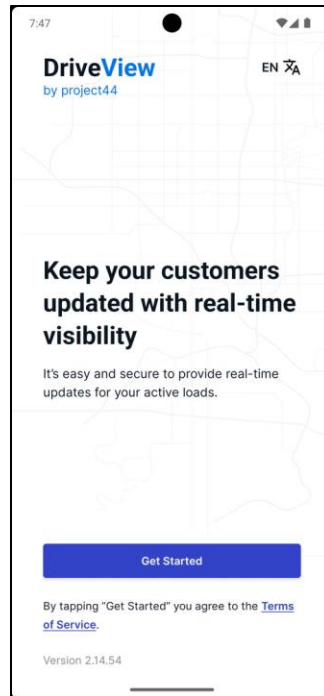 7:47
DriveView
EN
by project44
Keep your customers
updated with real-time
visibility
It's easy and secure to provide real-time
updates for your active loads.
Get Started
By tapping "Get Started" you agree to the Terms
of Service.
Version 2.14.54